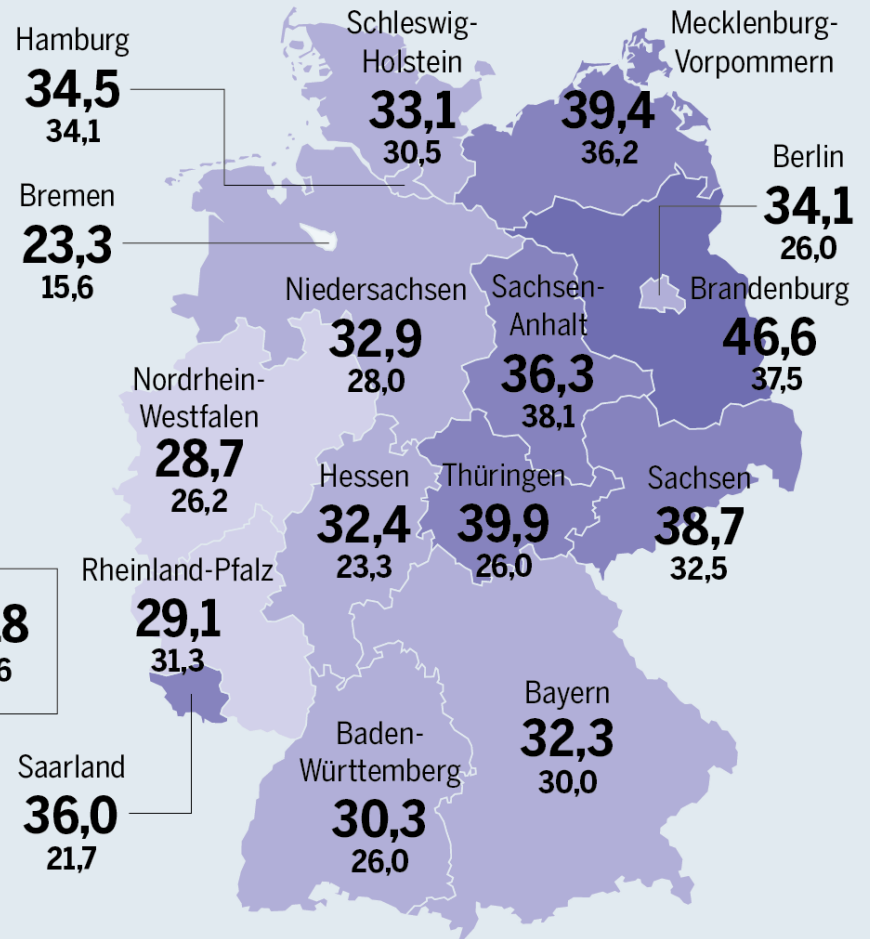 Hamburg
34,5
34,1
Schleswig-
Holstein
33,1
30,5
Mecklenburg-
Vorpommern
39,4
36,2
Berlin
34,1
26,0
Bremen
23,3
15,6
Niedersachsen
32,9
28,0
Sachsen-
Anhalt
36,3
38,1
Brandenburg
46,6
37,5
Nordrhein-
Westfalen
28,7
26,2
Hessen
32,4
23,3
Thüringen
39,9
26,0
Sachsen
38,7
32,5
Rheinland-Pfalz
29,1
31,3
Saarland
36,0
21,7
Baden-
Württemberg
30,3
26,0
Bayern
32,3
30,0